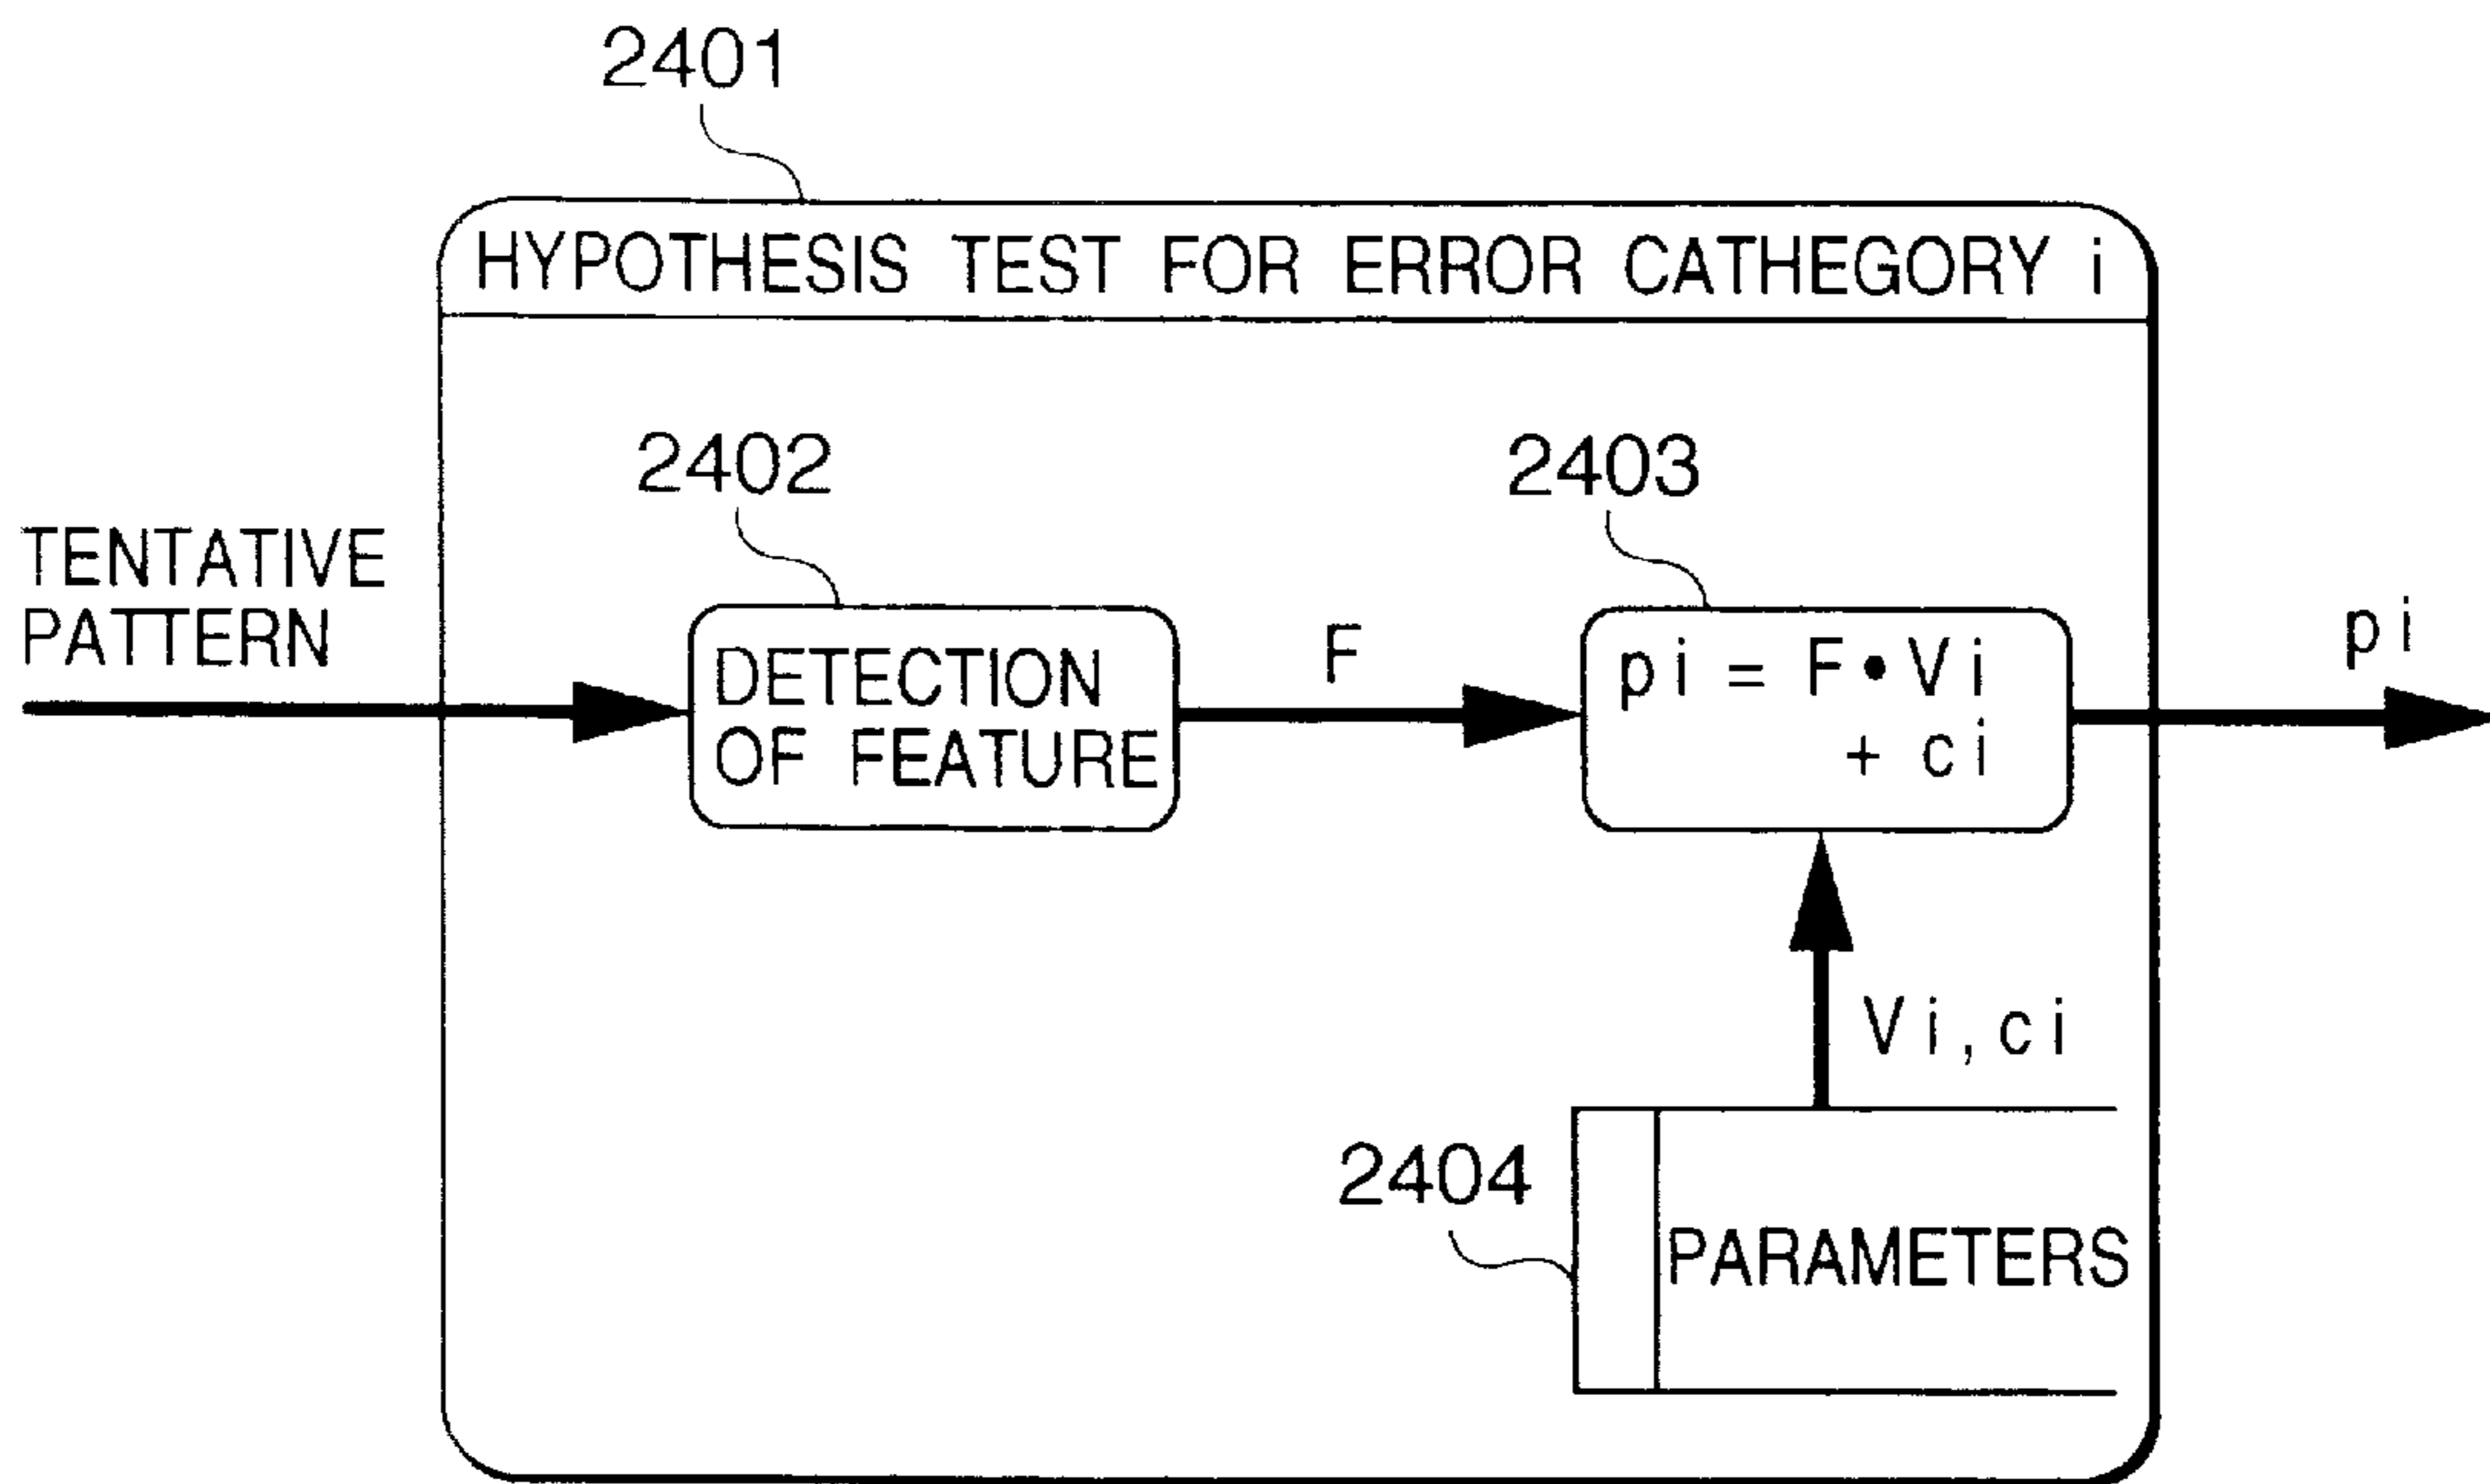 2401
HYPOTHESIS TEST FOR ERROR CATHEGORY i
2402
2403
TENTATIVE
PATTERN
DETECTION
OF FEATURE
F
pi = F•Vi
+ ci
pi
Vi, ci
2404
PARAMETERS